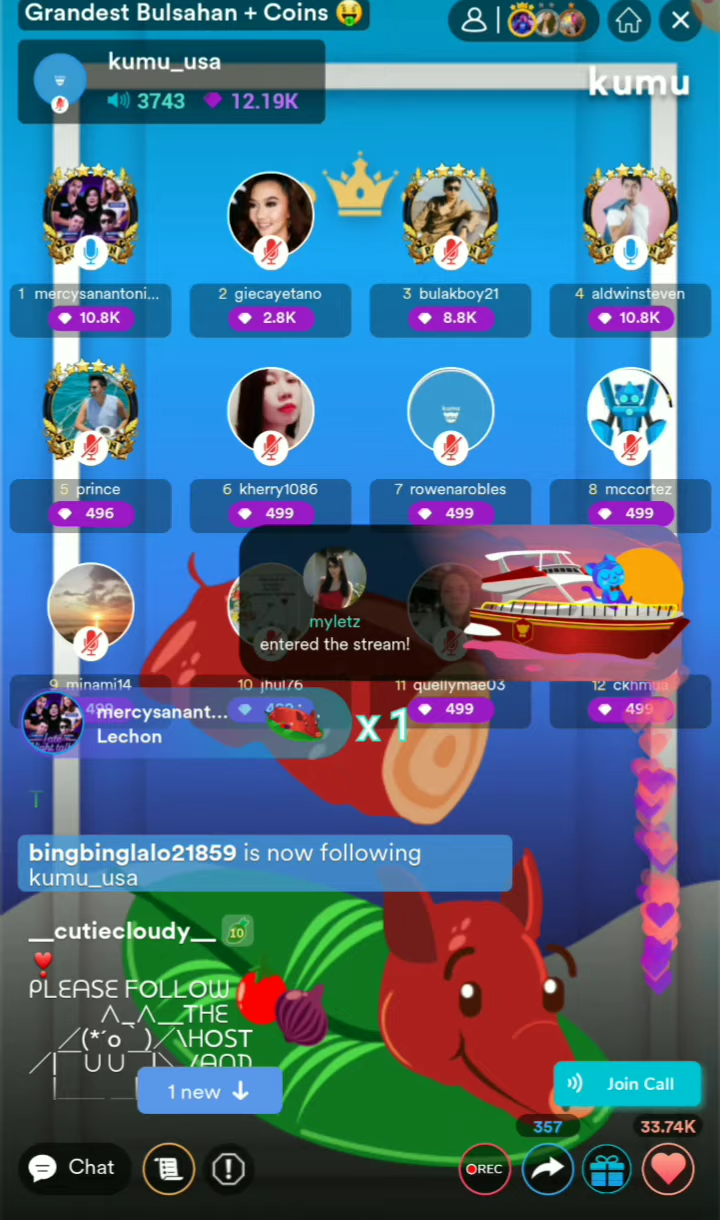 Grandest Bulsahan + Coins 🤑
kumu_usa
3743 12.19K
kumu
1 mercysanantoni...
10.8K
2 giecayetano
2.8K
3 bulakboy21
8.8K
4 aldwinsteven
10.8K
5 prince
496
6 kherry1086
499
7 rowenarobles
499
8 mccortez
499
myletz
entered the stream!
9 minami14
10 jhul76
11 quellymae03
499
12
499
mercysanant...
Lechon
x 1
T
bingbinglalo21859 is now following
kumu_usa
__cutiecloudy__ 10
❣
PLEASE FOLLOW
THE
HOST
AND
1 new ↓
Join Call
357
33.74K
Chat
REC